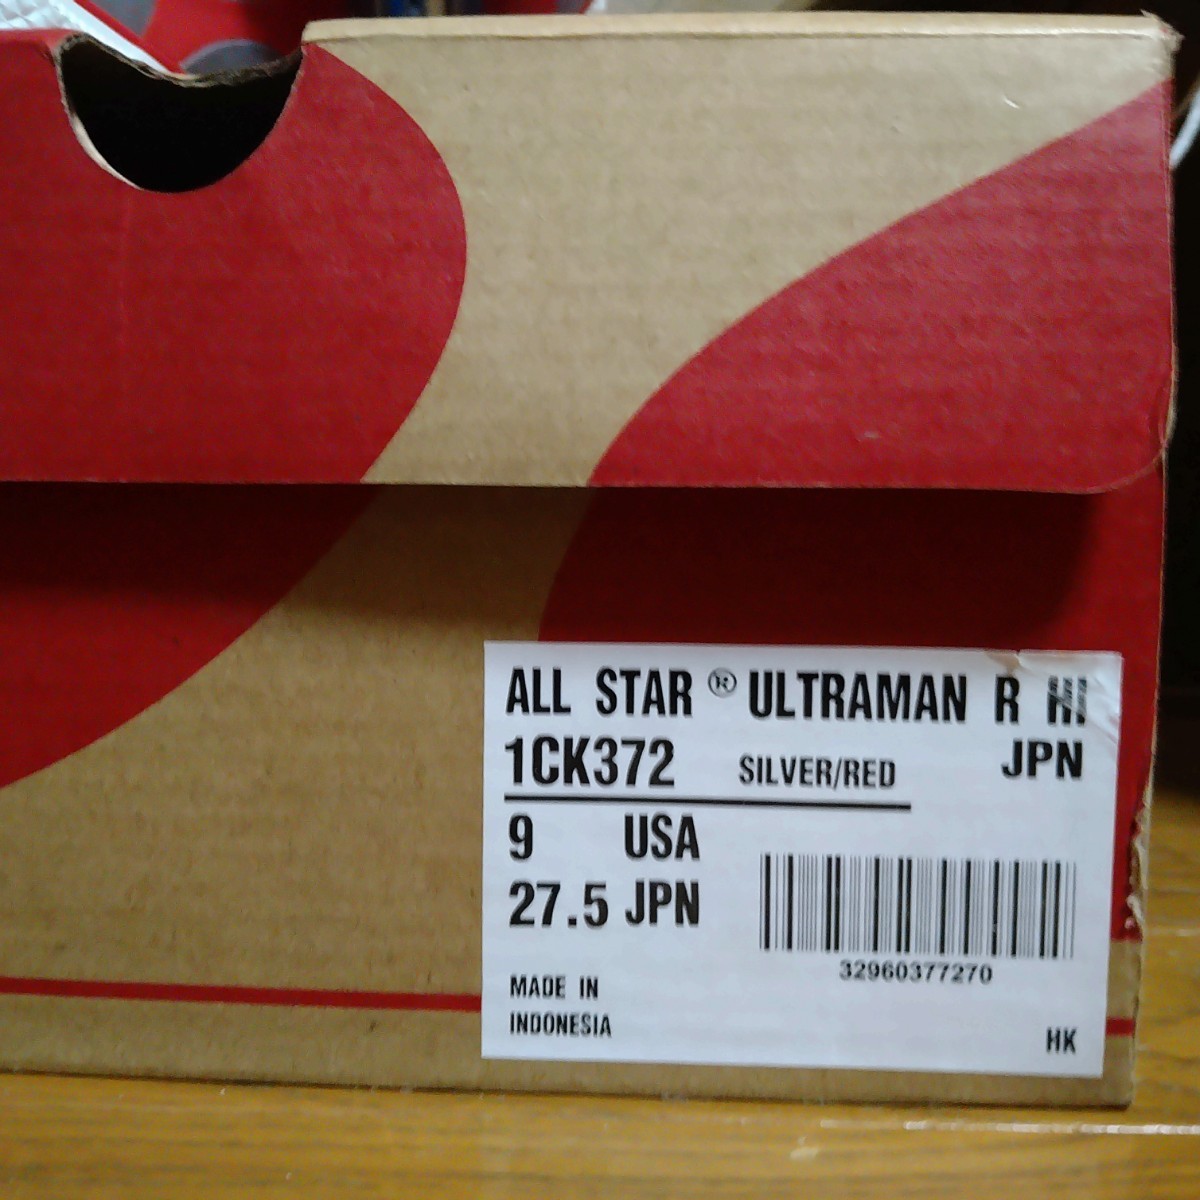 ALL STAR ® ULTRAMAN R HI
1CK372 SILVER/RED JPN
9 USA
27.5 JPN
32960377270
MADE IN
INDONESIA
HK